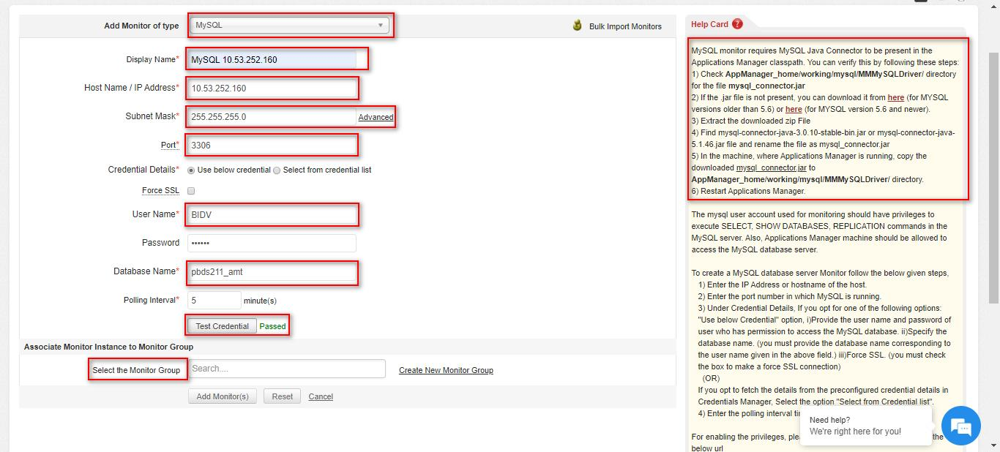 Add Monitor of type MySQL
Bulk Import Monitors
Display Name* MySQL 10.53.252.160
Host Name / IP Address* 10.53.252.160
Subnet Mask* 255.255.255.0 Advanced
Port* 3306
Credential Details* Use below credential Select from credential list
Force SSL
User Name* BIDV
Password ••••••
Database Name* pbds211_amt
Polling Interval* 5 minute(s)
Test Credential Passed
Associate Monitor Instance to Monitor Group
Select the Monitor Group Search....
Create New Monitor Group
Add Monitor(s) Reset Cancel
Help Card ?
MySQL monitor requires MySQL Java Connector to be present in the
Applications Manager classpath. You can verify this by following these steps:
1) Check AppManager_home/working/mysql/MMMySQLDriver/ directory
for the file mysql_connector.jar
2) If the .jar file is not present, you can download it from here (for MYSQL
versions older than 5.6) or here (for MYSQL version 5.6 and newer).
3) Extract the downloaded zip File
4) Find mysql-connector-java-3.0.10-stable-bin.jar or mysql-connector-java-
5.1.46.jar file and rename the file as mysql_connector.jar
5) In the machine, where Applications Manager is running, copy the
downloaded mysql_connector.jar to
AppManager_home/working/mysql/MMMySQLDriver/ directory.
6) Restart Applications Manager.
The mysql user account used for monitoring should have privileges to
execute SELECT, SHOW DATABASES, REPLICATION commands in the
MySQL server. Also, Applications Manager machine should be allowed to
access the MySQL database server.
To create a MySQL database server Monitor follow the below given steps,
1) Enter the IP Address or hostname of the host.
2) Enter the port number in which MySQL is running.
3) Under Credential Details, If you opt for one of the following options:
"Use below Credential" option, i)Provide the user name and password of
user who has permission to access the MySQL database. ii)Specify the
database name. (you must provide the database name corresponding to
the user name given in the above field.) iii)Force SSL. (you must check
the box to make a force SSL connection)
(OR)
If you opt to fetch the details from the preconfigured credential details in
Credentials Manager, Select the option "Select from Credential list".
4) Enter the polling interval
For enabling the privileges, the
below url
Need help?
We're right here for you!